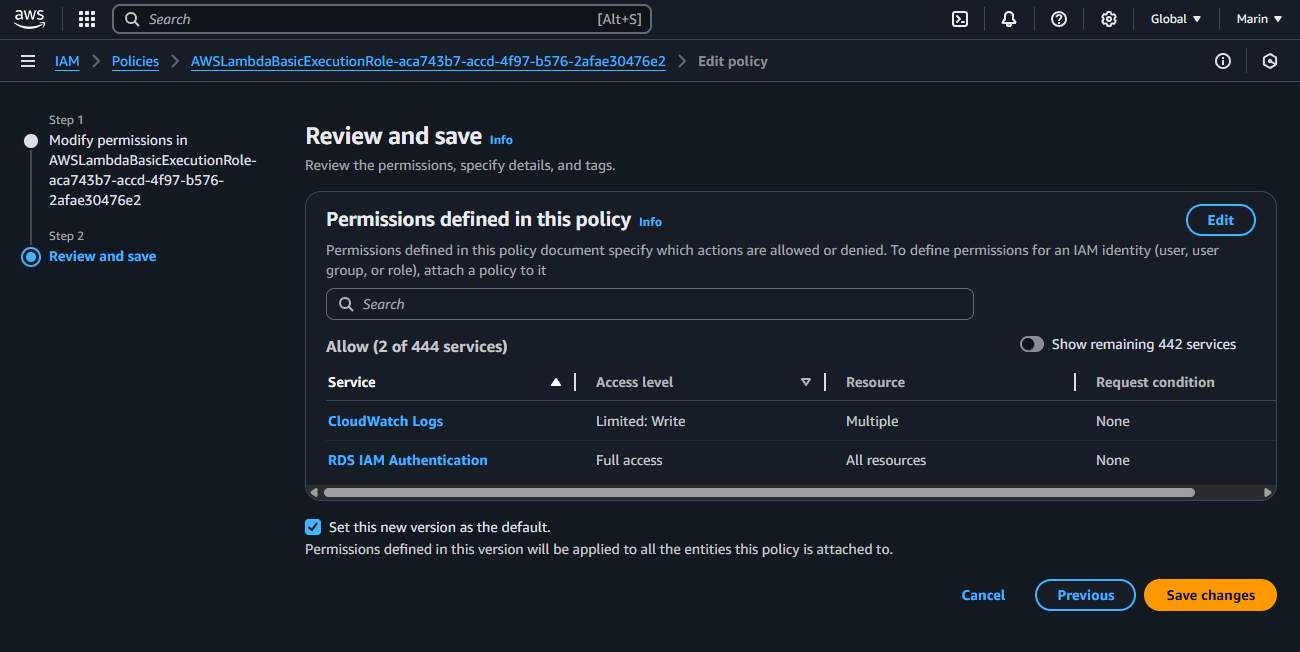 aws
Search [Alt+S]
Global
Marin
IAM
Policies
AWSLambdaBasicExecutionRole-aca743b7-accd-4f97-b576-2afae30476e2
Edit policy
Step 1
Modify permissions in
AWSLambdaBasicExecutionRole-
aca743b7-accd-4f97-b576-
2afae30476e2
Step 2
Review and save
Review and save Info
Review the permissions, specify details, and tags.
Permissions defined in this policy Info
Edit
Permissions defined in this policy document specify which actions are allowed or denied. To define permissions for an IAM identity (user, user
group, or role), attach a policy to it
Search
Allow (2 of 444 services)
Show remaining 442 services
Service Access level Resource Request condition
CloudWatch Logs Limited: Write Multiple None
RDS IAM Authentication Full access All resources None
Set this new version as the default.
Permissions defined in this version will be applied to all the entities this policy is attached to.
Cancel Previous Save changes